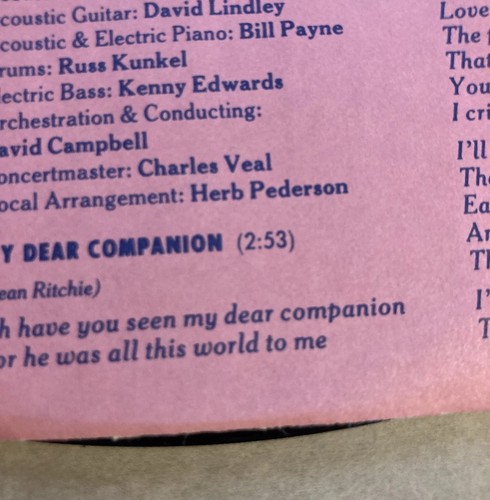 coustic Guitar: David Lindley
coustic & Electric Piano: Bill Payne
rums: Russ Kunkel
lectric Bass: Kenny Edwards
rchestration & Conducting:
avid Campbell
oncertmaster: Charles Veal
ocal Arrangement: Herb Pederson
Y DEAR COMPANION (2:53)
ean Ritchie)
h have you seen my dear companion
or he was all this world to me
Love
The
That
You
I cri
I'll
The
Ea
Ar
Th
I'
T